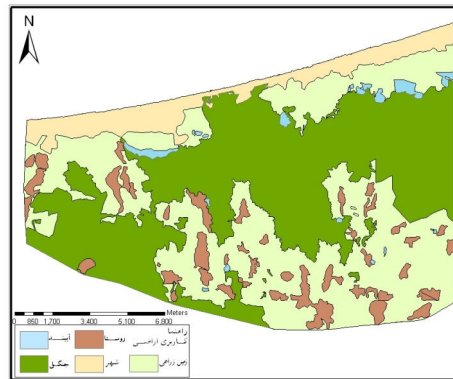 N
Meters
0 850 1,700 3,400 5,100 6,800
راهنما
کاربری اراضی
روستا
آببند
زمین زراعی
شهر
جنگل